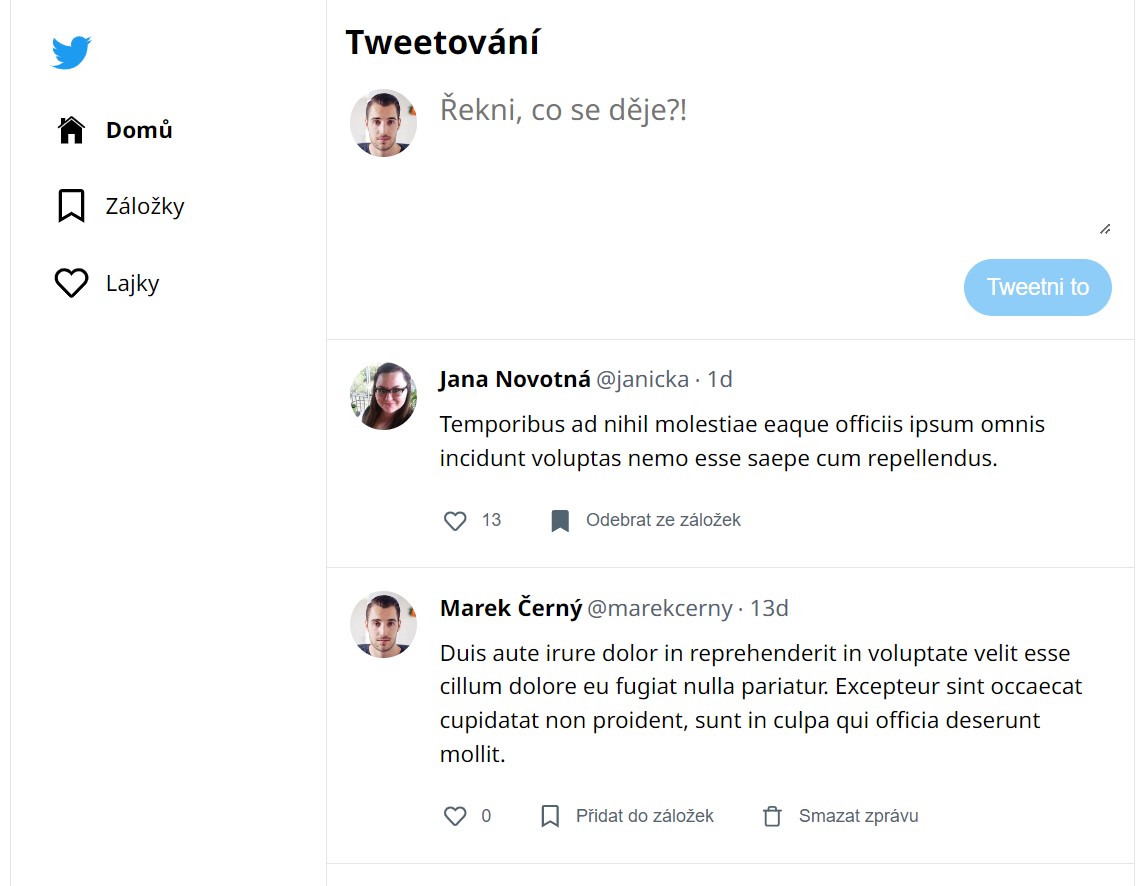 Tweetování
Domů
Záložky
Lajky
Řekni, co se děje?!
Tweetni to
Jana Novotná @janicka · 1d
Temporibus ad nihil molestiae eaque officiis ipsum omnis
incidunt voluptas nemo esse saepe cum repellendus.
13 Odebrat ze záložek
Marek Černý @marekcerny · 13d
Duis aute irure dolor in reprehenderit in voluptate velit esse
cillum dolore eu fugiat nulla pariatur. Excepteur sint occaecat
cupidatat non proident, sunt in culpa qui officia deserunt
mollit.
0 Přidat do záložek Smazat zprávu